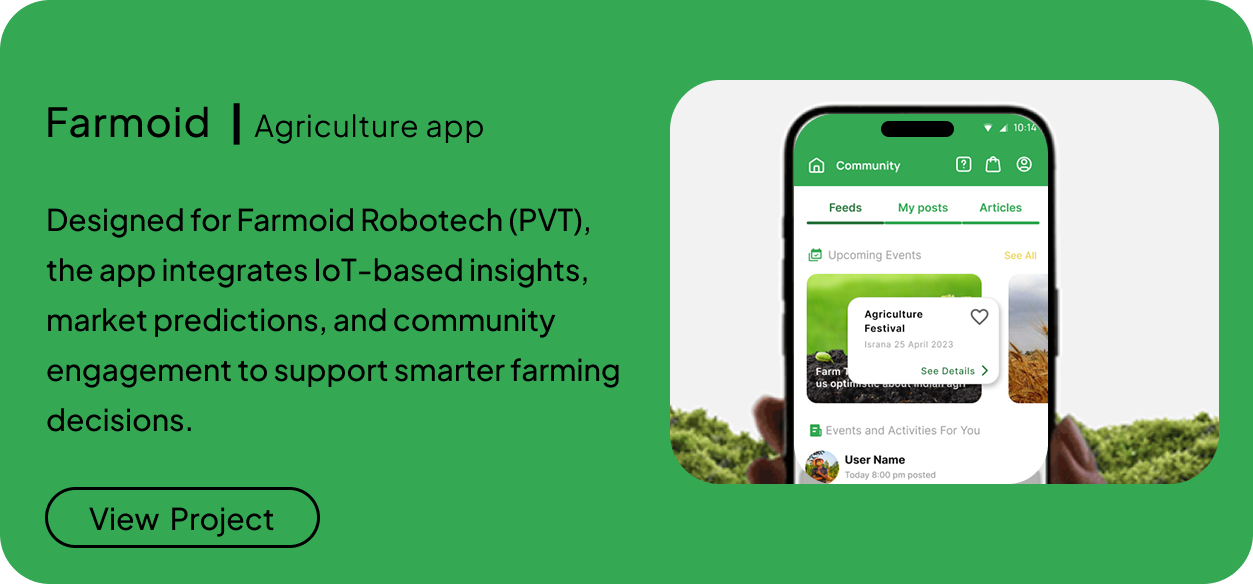 Farmoid | Agriculture app
Designed for Farmoid Robotech (PVT),
the app integrates IoT-based insights,
market predictions, and community
engagement to support smarter farming
decisions.
View Project
10:14
Community
Feeds My posts Articles
Upcoming Events See All
Agriculture
Festival
Israna 25 April 2023
See Details
Farm
us optimistic about Indian agri
Events and Activities For You
User Name
Today 8:00 pm posted